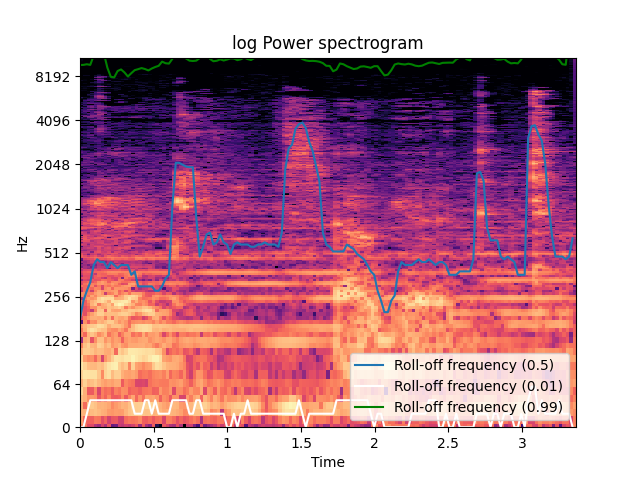 log Power spectrogram
Hz
8192
4096
2048
1024
512
256
128
64
0
Roll-off frequency (0.5)
Roll-off frequency (0.01)
Roll-off frequency (0.99)
0
0.5
1
1.5
2
2.5
3
Time